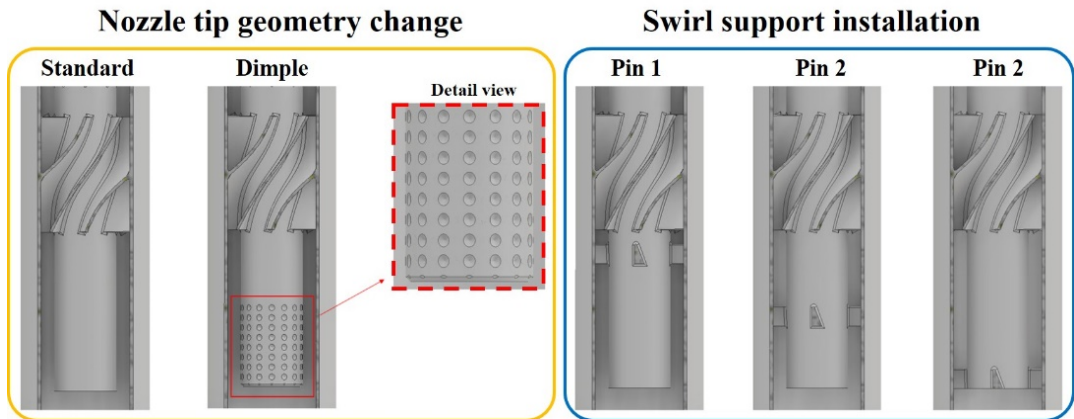 Nozzle tip geometry change
Swirl support installation
Standard
Dimple
Detail view
Pin 1
Pin 2
Pin 2